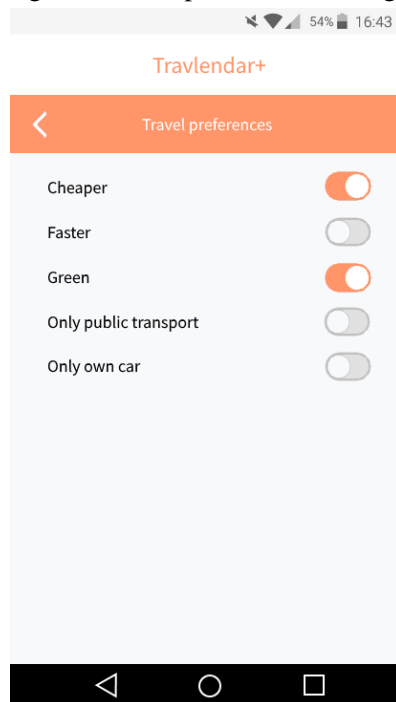 54% 16:43
Travlendar+
Travel preferences
Cheaper
Faster
Green
Only public transport
Only own car